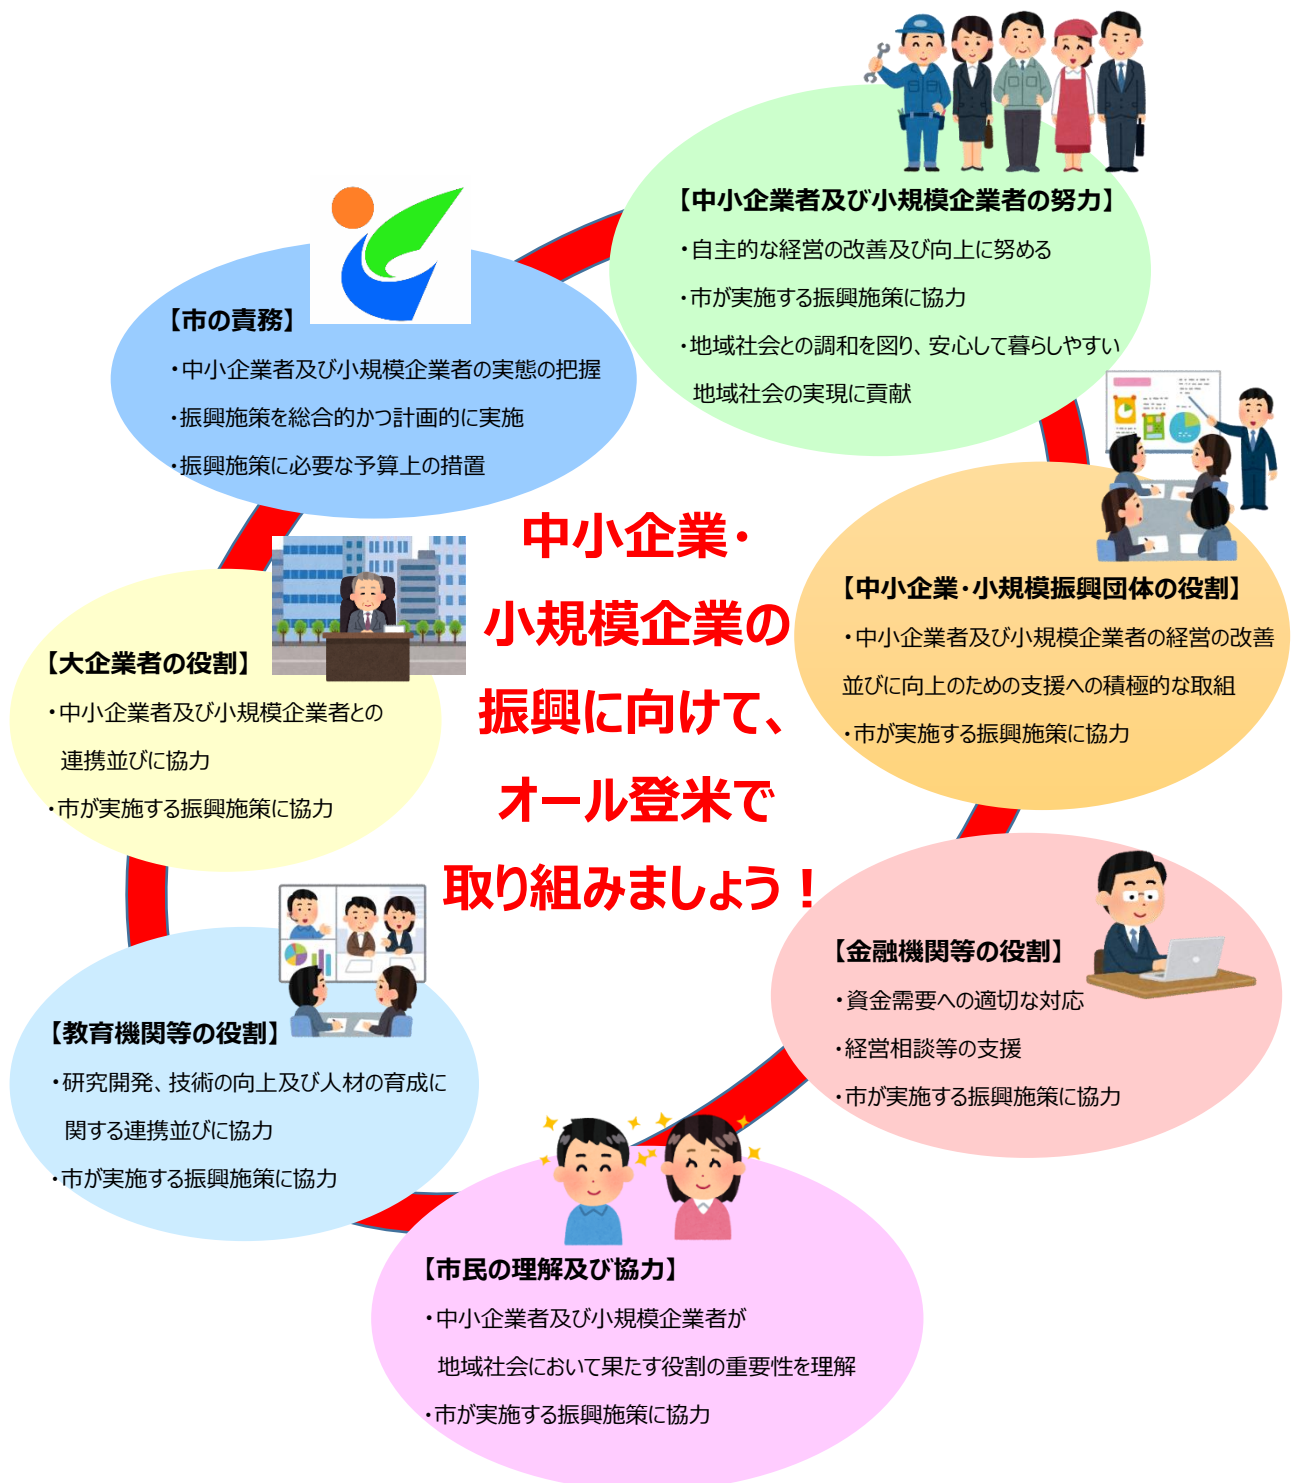 【中小企業者及び小規模企業者の努力】
・自主的な経営の改善及び向上に努める
・市が実施する振興施策に協力
・地域社会との調和を図り、安心して暮らしやすい
地域社会の実現に貢献
【市の責務】
・中小企業者及び小規模企業者の実態の把握
・振興施策を総合的かつ計画的に実施
・振興施策に必要な予算上の措置
中小企業・
小規模企業の
振興に向けて、
オール登米で
取り組みましょう！
【中小企業・小規模振興団体の役割】
・中小企業者及び小規模企業者の経営の改善
並びに向上のための支援への積極的な取組
・市が実施する振興施策に協力
【大企業者の役割】
・中小企業者及び小規模企業者との
連携並びに協力
・市が実施する振興施策に協力
【金融機関等の役割】
・資金需要への適切な対応
・経営相談等の支援
・市が実施する振興施策に協力
【教育機関等の役割】
・研究開発、技術の向上及び人材の育成に
関する連携並びに協力
・市が実施する振興施策に協力
【市民の理解及び協力】
・中小企業者及び小規模企業者が
地域社会において果たす役割の重要性を理解
・市が実施する振興施策に協力